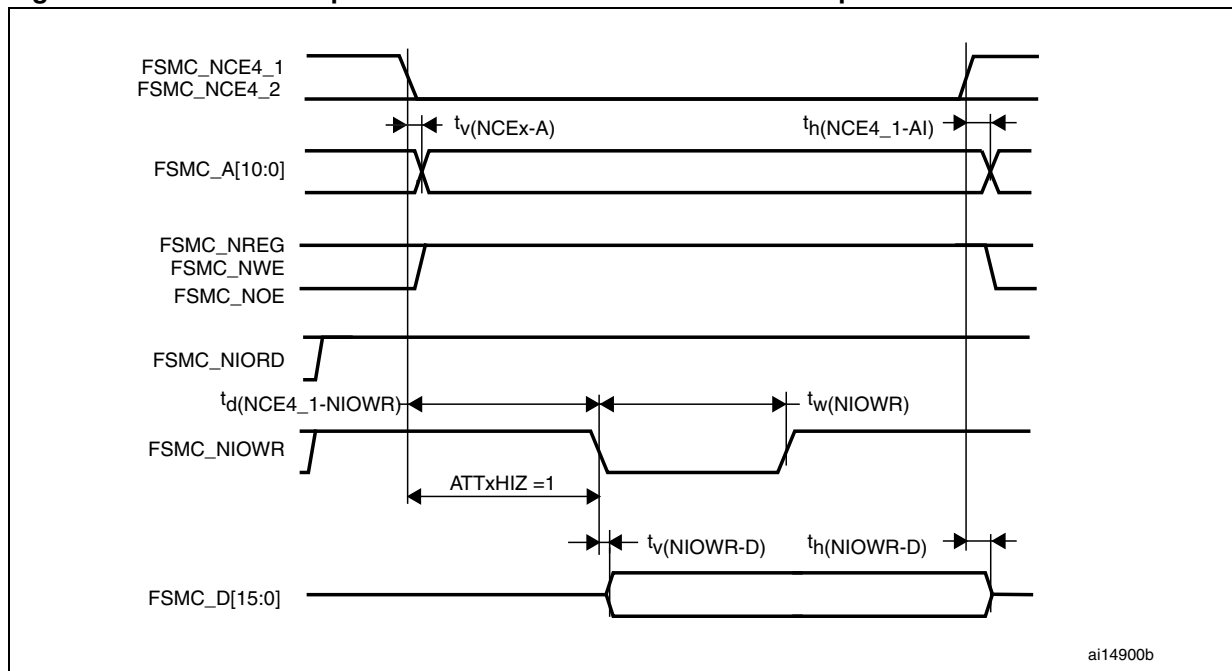 FSMC_NCE4_1
FSMC_NCE4_2
tv(NCEx-A)
th(NCE4_1-AI)
FSMC_A[10:0]
FSMC_NREG
FSMC_NWE
FSMC_NOE
FSMC_NIORD
td(NCE4_1-NIOWR)
tw(NIOWR)
FSMC_NIOWR
ATTxHIZ =1
tv(NIOWR-D)
th(NIOWR-D)
FSMC_D[15:0]
ai14900b